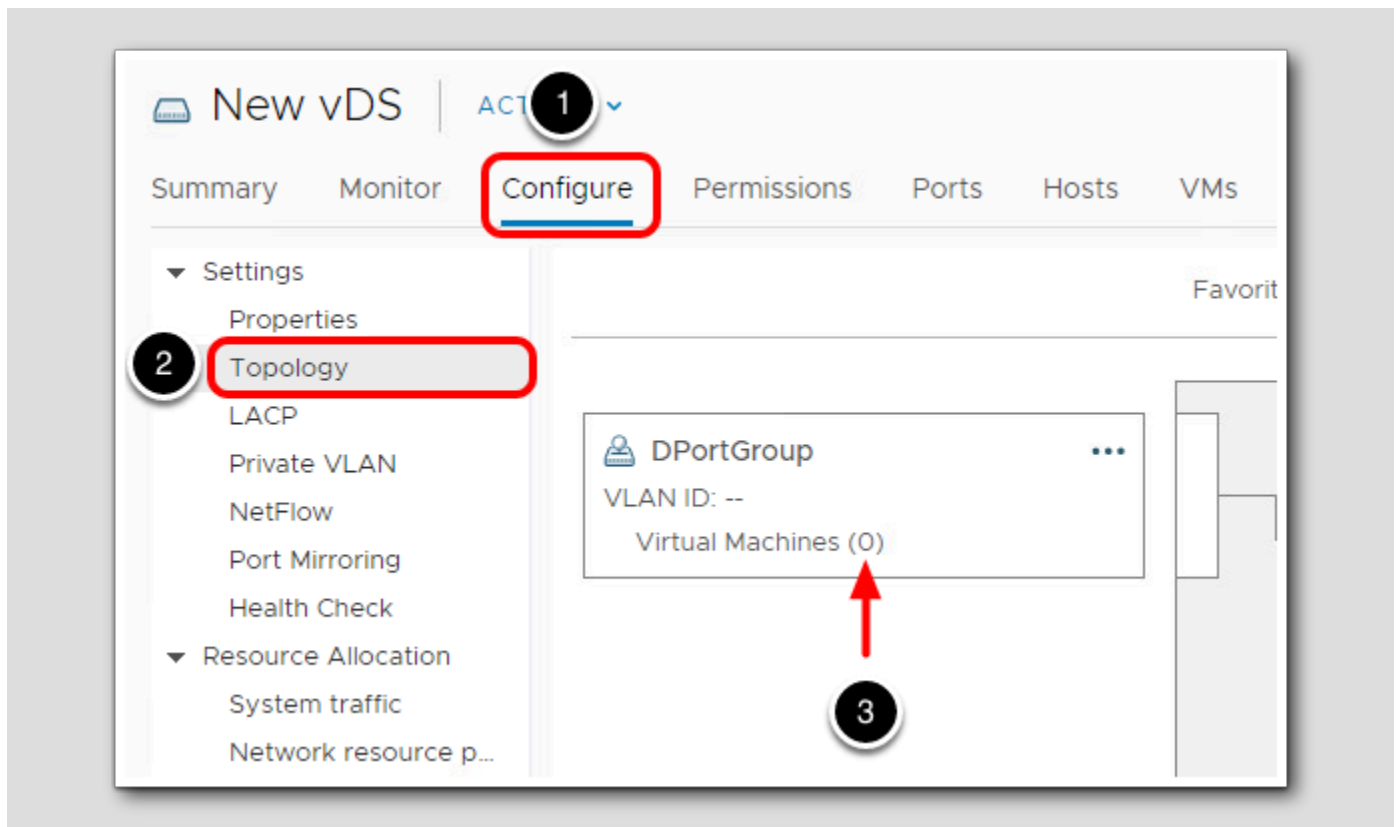 New vDS ACT
1
Summary Monitor Configure Permissions Ports Hosts VMs
Settings
Properties
2
Topology
LACP
Private VLAN
NetFlow
Port Mirroring
Health Check
Resource Allocation
System traffic
Network resource p...
Favorit
DPortGroup ...
VLAN ID: --
Virtual Machines (0)
3